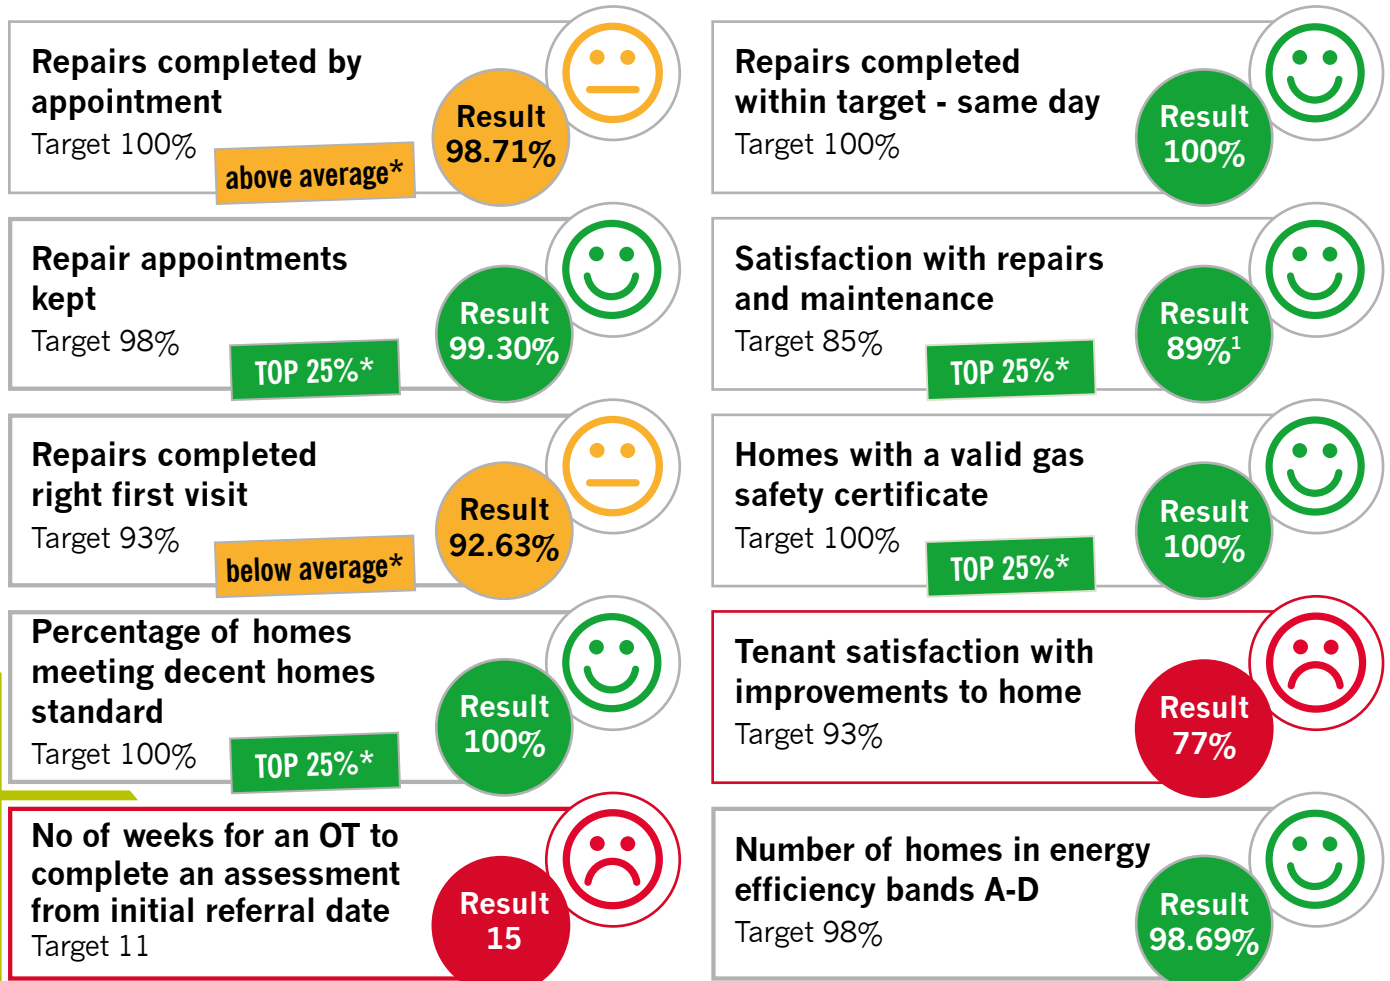 Repairs completed by
appointment
Target 100%
above average*
Result
98.71%
Repairs completed
within target - same day
Target 100%
Result
100%
Repair appointments
kept
Target 98%
TOP 25%*
Result
99.30%
Satisfaction with repairs
and maintenance
Target 85%
TOP 25%*
Result
89%¹
Repairs completed
right first visit
Target 93%
below average*
Result
92.63%
Homes with a valid gas
safety certificate
Target 100%
TOP 25%*
Result
100%
Percentage of homes
meeting decent homes
standard
Target 100%
TOP 25%*
Result
100%
Tenant satisfaction with
improvements to home
Target 93%
Result
77%
No of weeks for an OT to
complete an assessment
from initial referral date
Target 11
Result
15
Number of homes in energy
efficiency bands A-D
Target 98%
Result
98.69%